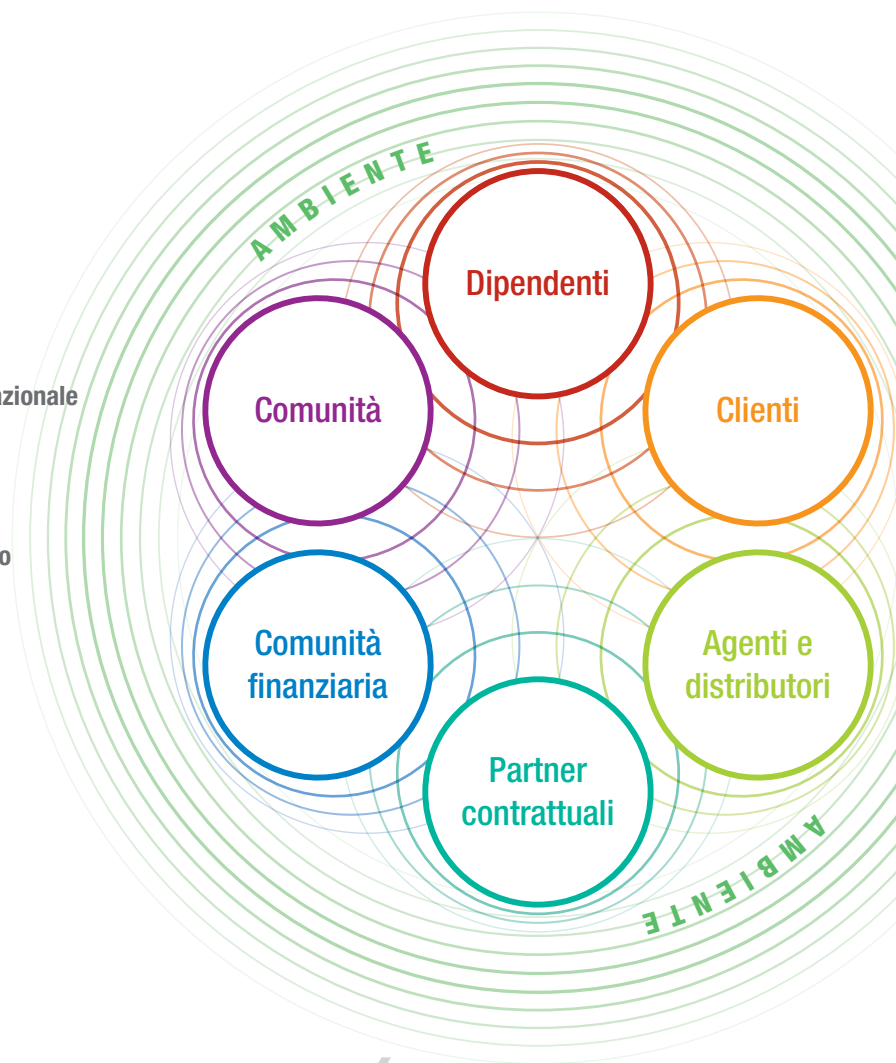 AMBIENTE
Dipendenti
Comunità
Clienti
Comunità
finanziaria
Agenti e
distributori
Partner
contrattuali
AMBIENTE